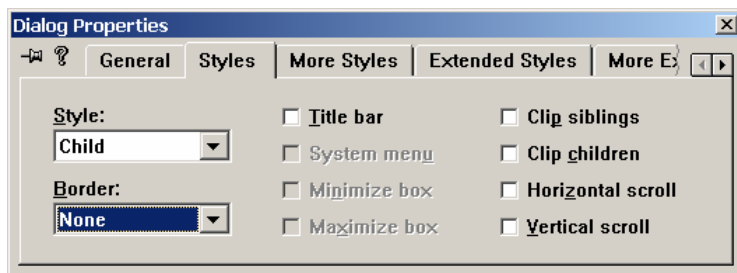 Dialog Properties
General Styles More Styles Extended Styles More
Style:
Child
Border:
None
Title bar
System menu
Minimize box
Maximize box
Clip siblings
Clip children
Horizontal scroll
Vertical scroll